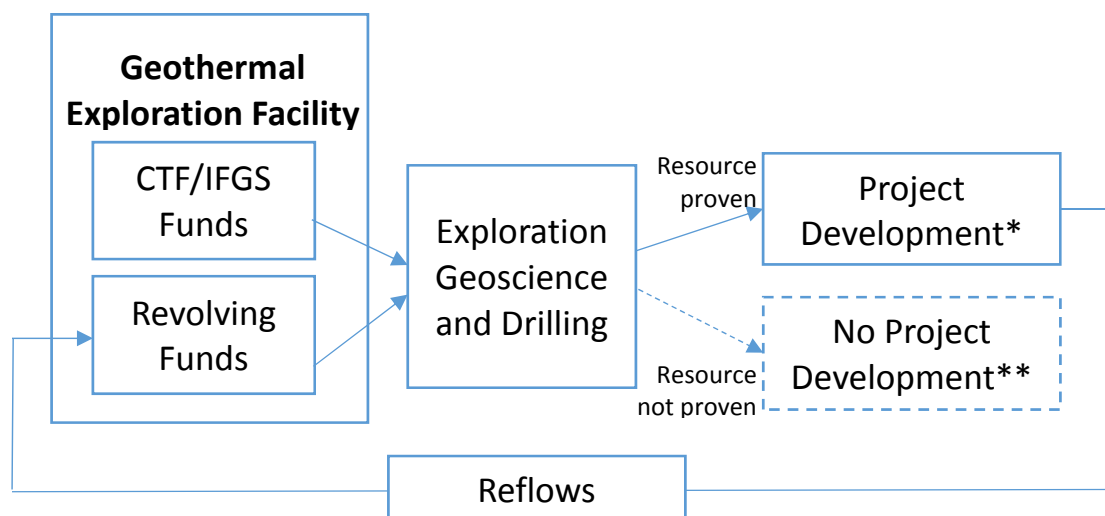 Geothermal
Exploration Facility
CTF/IFGS
Funds
Revolving
Funds
Exploration
Geoscience
and Drilling
Resource
proven
Project
Development*
Resource
not proven
No Project
Development**
Reflows